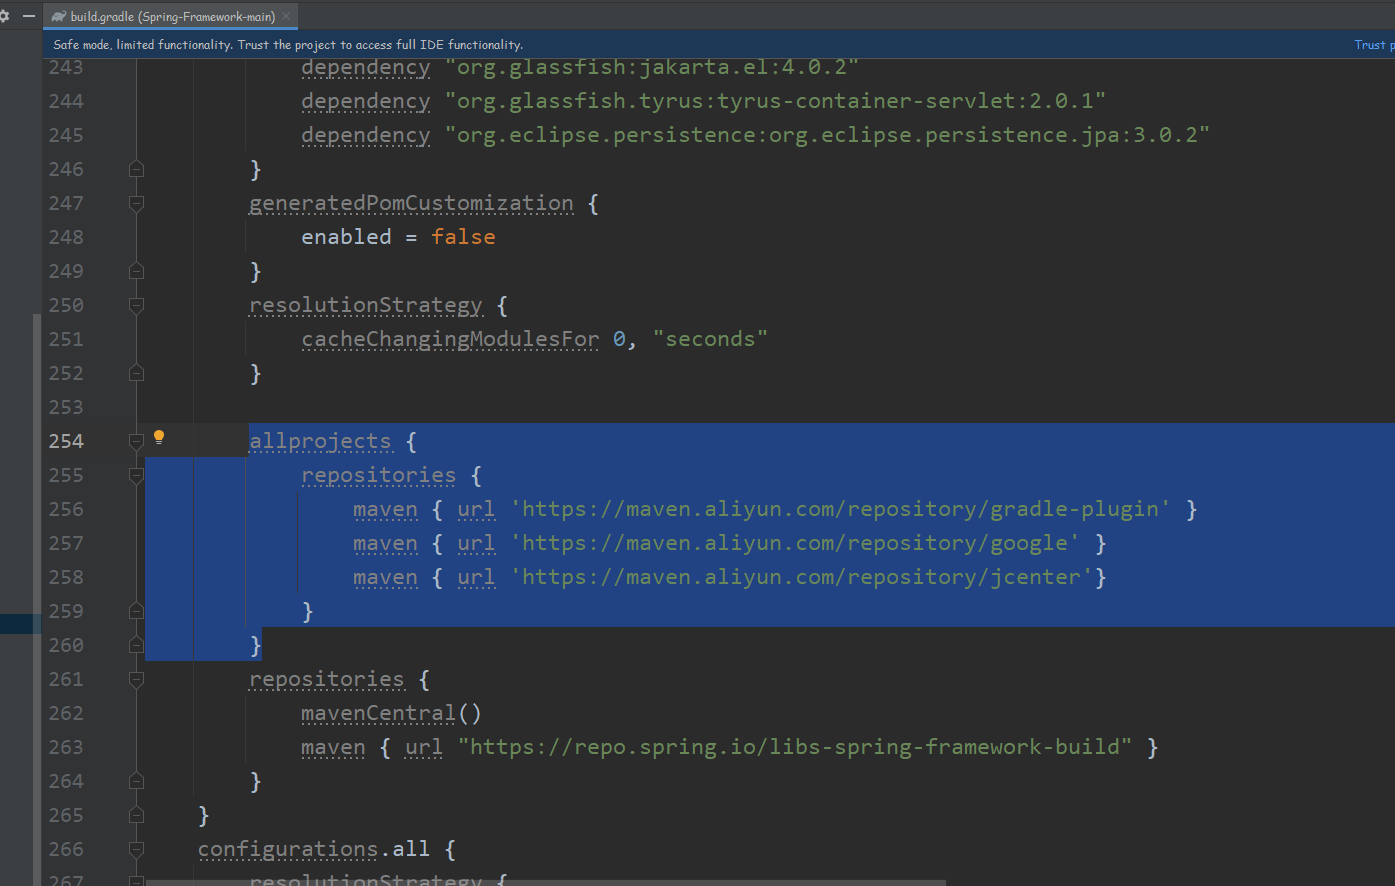 build.gradle (Spring-Framework-main)
Safe mode, limited functionality. Trust the project to access full IDE functionality. Trust p
243 dependency "org.glassfish:jakarta.el:4.0.2"
244 dependency "org.glassfish.tyrus:tyrus-container-servlet:2.0.1"
245 dependency "org.eclipse.persistence:org.eclipse.persistence.jpa:3.0.2"
246 }
247 generatedPomCustomization {
248 enabled = false
249 }
250 resolutionStrategy {
251 cacheChangingModulesFor 0, "seconds"
252 }
253
254 allprojects {
255 repositories {
256 maven { url 'https://maven.aliyun.com/repository/gradle-plugin' }
257 maven { url 'https://maven.aliyun.com/repository/google' }
258 maven { url 'https://maven.aliyun.com/repository/jcenter'}
259 }
260 }
261 repositories {
262 mavenCentral()
263 maven { url "https://repo.spring.io/libs-spring-framework-build" }
264 }
265 }
266 configurations.all {
267 resolutionStrategy {